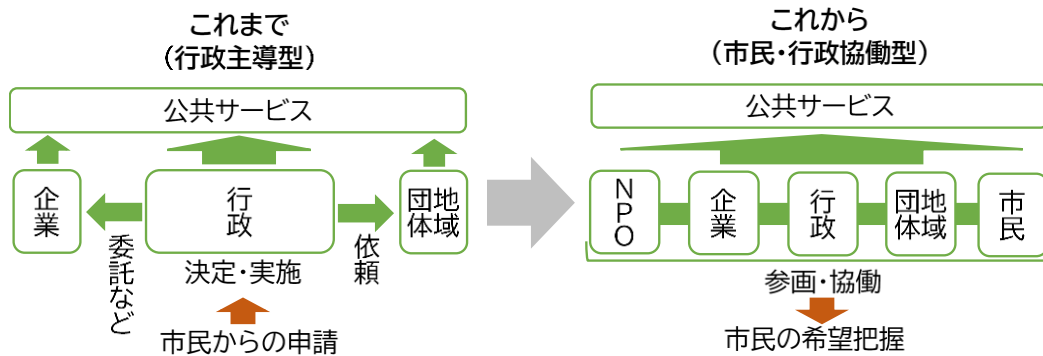 これまで
（行政主導型）
公共サービス
企業
行政
地域
団体
委託など
決定・実施
依頼
市民からの申請
これから
（市民・行政協働型）
公共サービス
NPO
企業
行政
地域
団体
市民
参画・協働
市民の希望把握